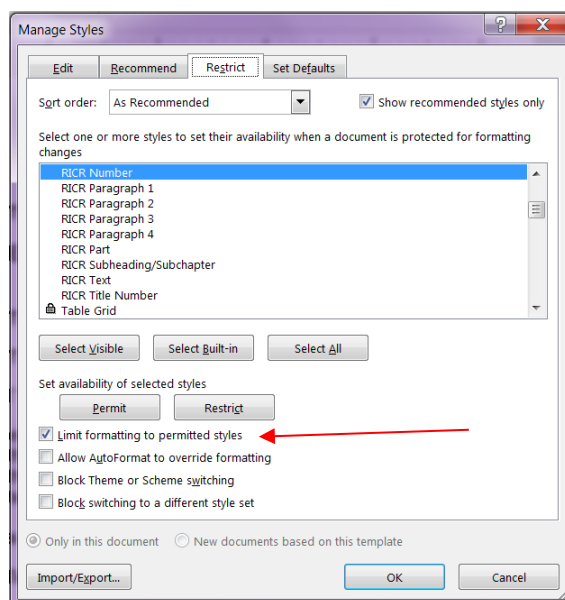 Manage Styles
Edit Recommend Restrict Set Defaults
Sort order: As Recommended Show recommended styles only
Select one or more styles to set their availability when a document is protected for formatting
changes
RICR Number
RICR Paragraph 1
RICR Paragraph 2
RICR Paragraph 3
RICR Paragraph 4
RICR Part
RICR Subheading/Subchapter
RICR Text
RICR Title Number
Table Grid
Select Visible Select Built-in Select All
Set availability of selected styles
Permit Restrict
Limit formatting to permitted styles
Allow AutoFormat to override formatting
Block Theme or Scheme switching
Block switching to a different style set
Only in this document New documents based on this template
Import/Export... OK Cancel